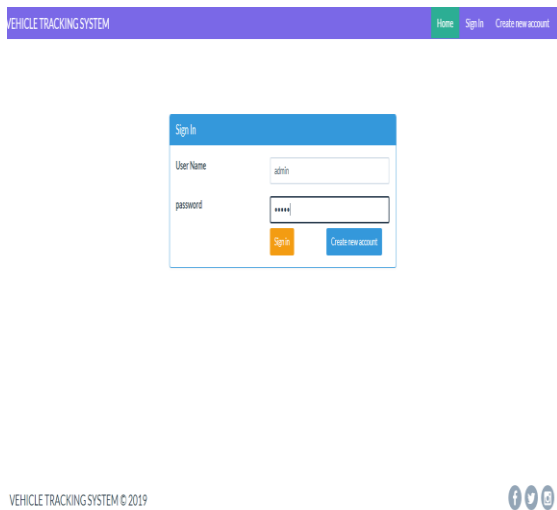 VEHICLE TRACKING SYSTEM Home Sign In Create new account
Sign In
User Name admin
password •••••
Sign in Create new account
VEHICLE TRACKING SYSTEM © 2019